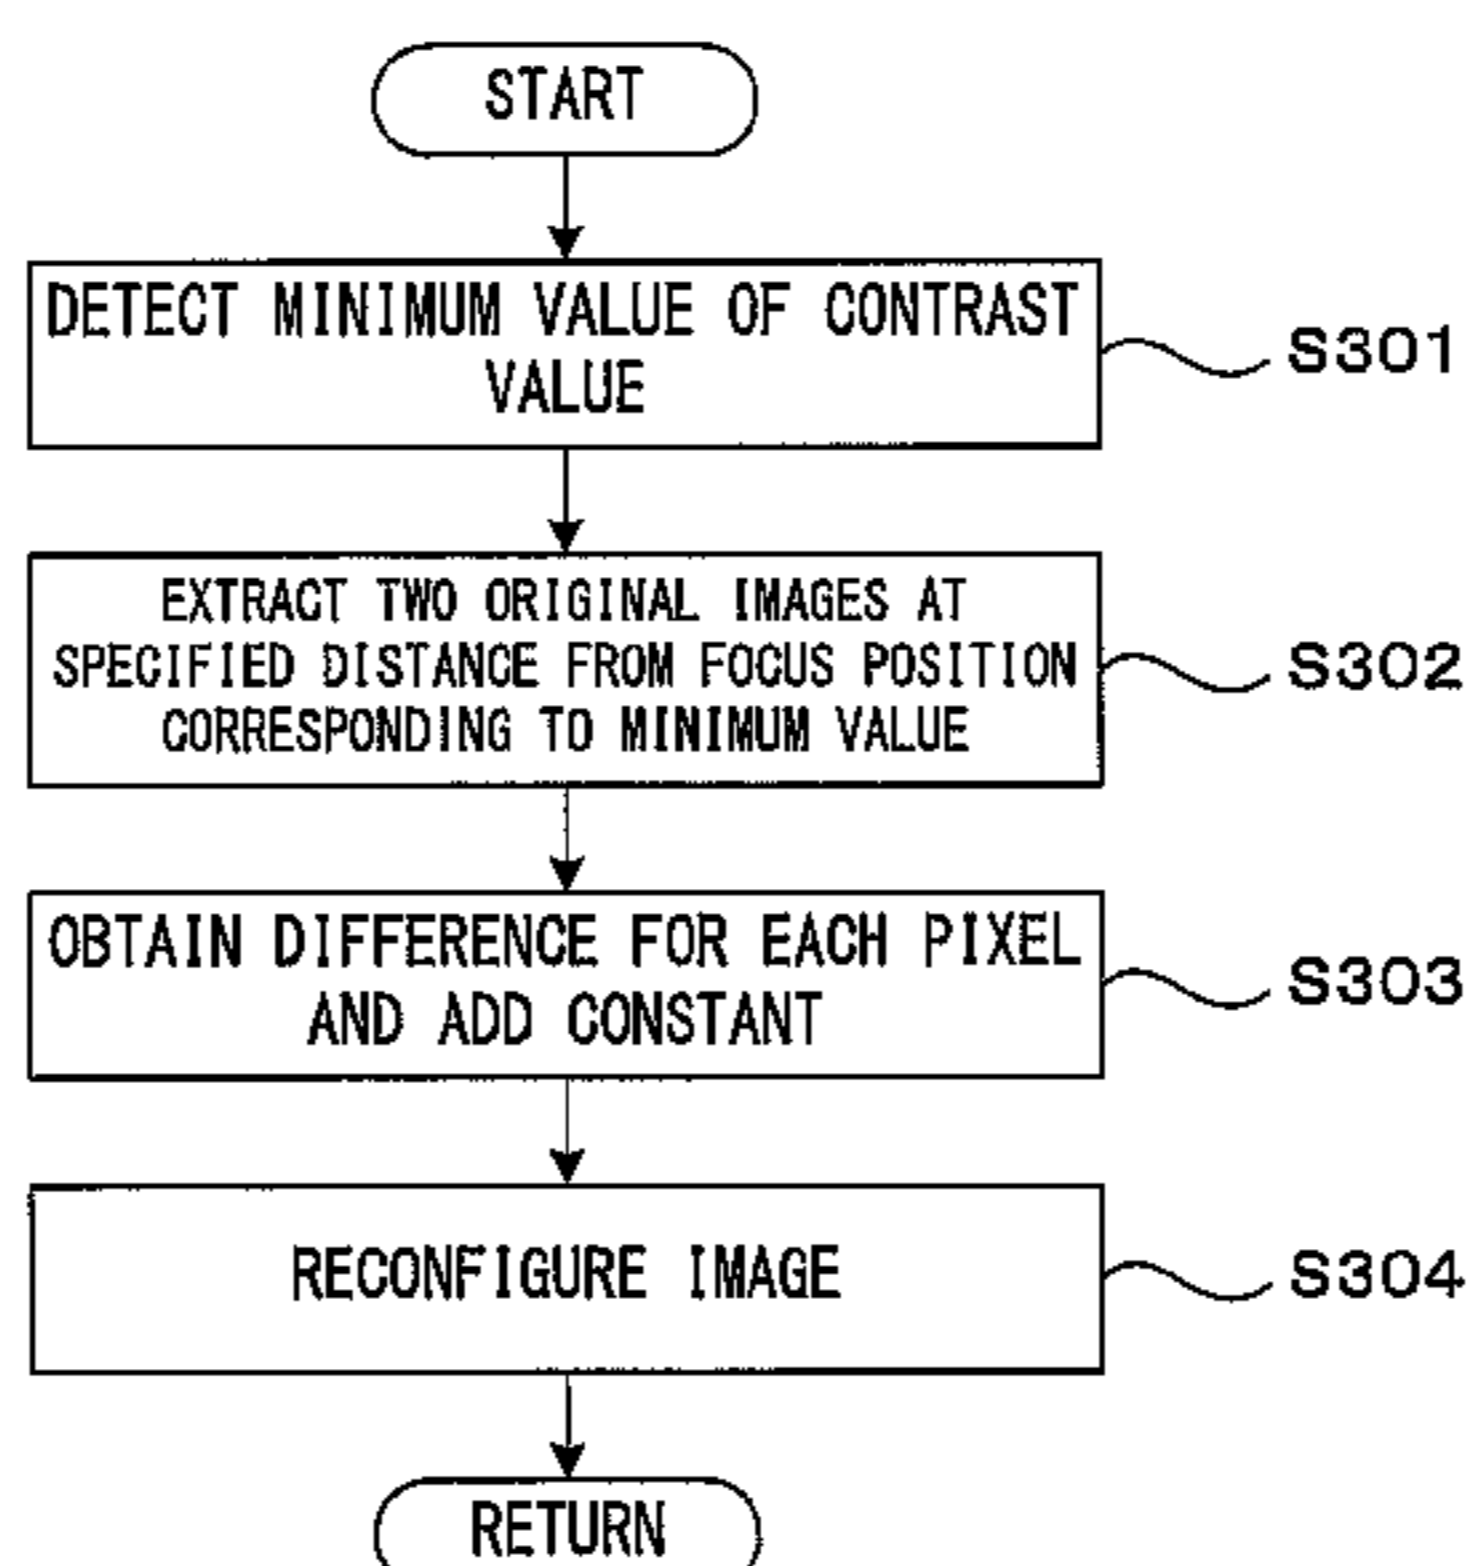 START
DETECT MINIMUM VALUE OF CONTRAST
VALUE
S301
EXTRACT TWO ORIGINAL IMAGES AT
SPECIFIED DISTANCE FROM FOCUS POSITION
CORRESPONDING TO MINIMUM VALUE
S302
OBTAIN DIFFERENCE FOR EACH PIXEL
AND ADD CONSTANT
S303
RECONFIGURE IMAGE
S304
RETURN